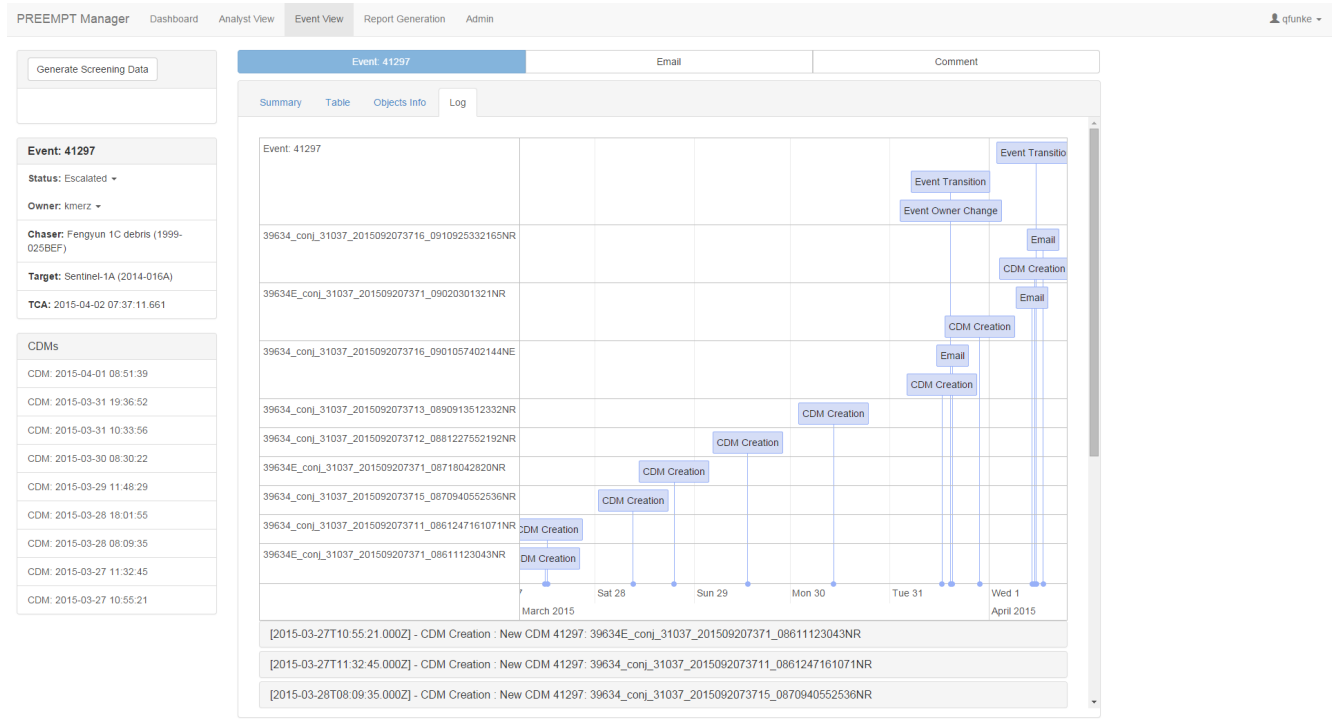 PREEMPT Manager Dashboard Analyst View Event View Report Generation Admin qfunke
Generate Screening Data
Event: 41297
Status: Escalated
Owner: kmerz
Chaser: Fengyun 1C debris (1999-
025BEF)
Target: Sentinel-1A (2014-016A)
TCA: 2015-04-02 07:37:11.661
CDMs
CDM: 2015-04-01 08:51:39
CDM: 2015-03-31 19:36:52
CDM: 2015-03-31 10:33:56
CDM: 2015-03-30 08:30:22
CDM: 2015-03-29 11:48:29
CDM: 2015-03-28 18:01:55
CDM: 2015-03-28 08:09:35
CDM: 2015-03-27 11:32:45
CDM: 2015-03-27 10:55:21
Event: 41297 Email Comment
Summary Table Objects Info Log
Event: 41297
Event Transitio
Event Transition
Event Owner Change
39634_conj_31037_2015092073716_0910925332165NR
Email
CDM Creation
39634E_conj_31037_201509207371_09020301321NR
Email
CDM Creation
39634_conj_31037_2015092073716_0901057402144NE
Email
CDM Creation
39634_conj_31037_2015092073713_0890913512332NR
CDM Creation
39634_conj_31037_2015092073712_0881227552192NR
CDM Creation
39634E_conj_31037_201509207371_08718042820NR
CDM Creation
39634_conj_31037_2015092073715_0870940552536NR
CDM Creation
39634_conj_31037_2015092073711_0861247161071NR
CDM Creation
39634E_conj_31037_201509207371_08611123043NR
DM Creation
7 Sat 28 Sun 29 Mon 30 Tue 31 Wed 1
March 2015 April 2015
[2015-03-27T10:55:21.000Z] - CDM Creation : New CDM 41297: 39634E_conj_31037_201509207371_08611123043NR
[2015-03-27T11:32:45.000Z] - CDM Creation : New CDM 41297: 39634_conj_31037_2015092073711_0861247161071NR
[2015-03-28T08:09:35.000Z] - CDM Creation : New CDM 41297: 39634_conj_31037_2015092073715_0870940552536NR